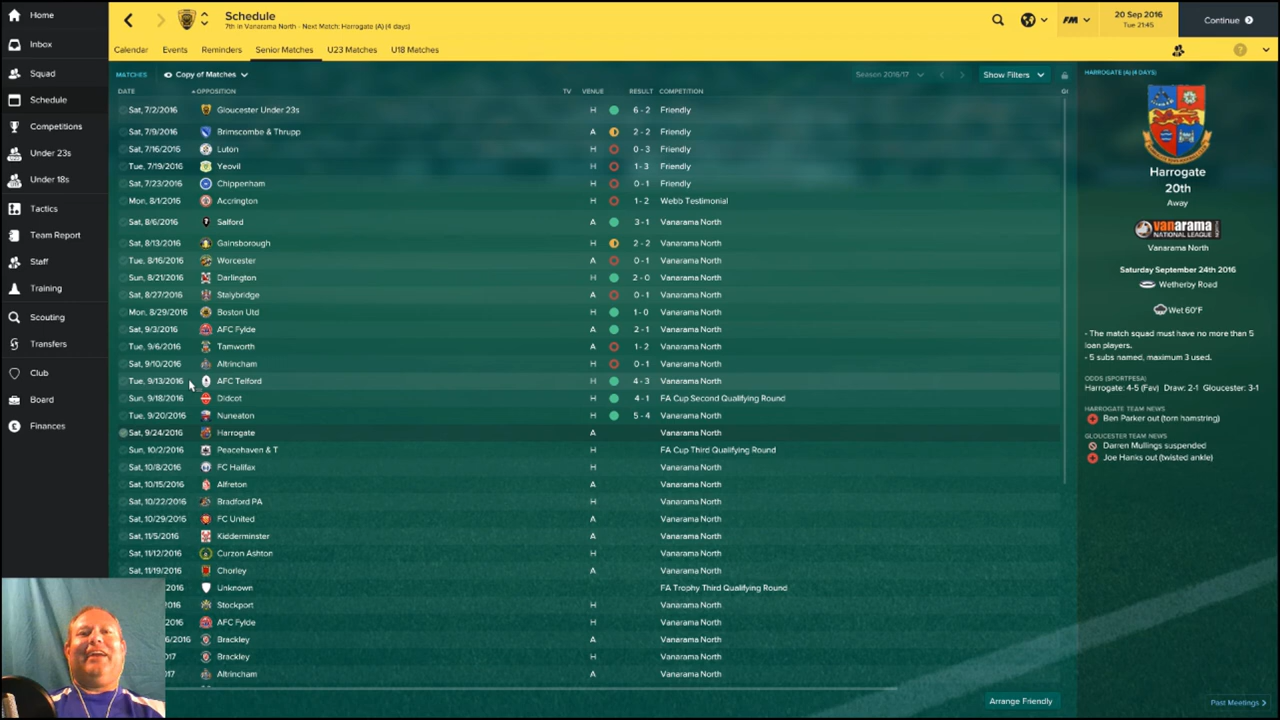 Home
Inbox
Squad
Schedule
Competitions
Under 23s
Under 18s
Tactics
Team Report
Staff
Training
Scouting
Transfers
Club
Board
Finances
Schedule
7th in Vanarama North - Next Match: Harrogate (A) (4 days)
FM
20 Sep 2016
Tue 21:45
Continue
Calendar Events Reminders Senior Matches U23 Matches U18 Matches
MATCHES Copy of Matches Season 2016/17 Show Filters
DATE OPPOSITION TV VENUE RESULT COMPETITION
Sat, 7/2/2016 Gloucester Under 23s H 6 - 2 Friendly
Sat, 7/9/2016 Brimscombe & Thrupp A 2 - 2 Friendly
Sat, 7/16/2016 Luton H 0 - 3 Friendly
Tue, 7/19/2016 Yeovil H 1 - 3 Friendly
Sat, 7/23/2016 Chippenham H 0 - 1 Friendly
Mon, 8/1/2016 Accrington H 1 - 2 Webb Testimonial
Sat, 8/6/2016 Salford A 3 - 1 Vanarama North
Sat, 8/13/2016 Gainsborough H 2 - 2 Vanarama North
Tue, 8/16/2016 Worcester A 0 - 1 Vanarama North
Sun, 8/21/2016 Darlington H 2 - 0 Vanarama North
Sat, 8/27/2016 Stalybridge A 0 - 1 Vanarama North
Mon, 8/29/2016 Boston Utd H 1 - 0 Vanarama North
Sat, 9/3/2016 AFC Fylde A 2 - 1 Vanarama North
Tue, 9/6/2016 Tamworth A 1 - 2 Vanarama North
Sat, 9/10/2016 Altrincham H 0 - 1 Vanarama North
Tue, 9/13/2016 AFC Telford H 4 - 3 Vanarama North
Sun, 9/18/2016 Didcot H 4 - 1 FA Cup Second Qualifying Round
Tue, 9/20/2016 Nuneaton H 5 - 4 Vanarama North
Sat, 9/24/2016 Harrogate A Vanarama North
Sun, 10/2/2016 Peacehaven & T H FA Cup Third Qualifying Round
Sat, 10/8/2016 FC Halifax H Vanarama North
Sat, 10/15/2016 Alfreton A Vanarama North
Sat, 10/22/2016 Bradford PA H Vanarama North
Sat, 10/29/2016 FC United A Vanarama North
Sat, 11/5/2016 Kidderminster A Vanarama North
Sat, 11/12/2016 Curzon Ashton H Vanarama North
Sat, 11/19/2016 Chorley A Vanarama North
/2016 Unknown FA Trophy Third Qualifying Round
/2016 Stockport H Vanarama North
/2016 AFC Fylde H Vanarama North
6/2016 Brackley A Vanarama North
017 Brackley H Vanarama North
017 Altrincham A Vanarama North
Arrange Friendly
HARROGATE (A) (4 DAYS)
Harrogate
20th
Away
vanarama
NATIONAL LEAGUE
Vanarama North
Saturday September 24th 2016
Wetherby Road
Wet 60°F
- The match squad must have no more than 5
loan players.
- 5 subs named, maximum 3 used.
ODDS (SPORTPESA)
Harrogate: 4-5 (Fav) Draw: 2-1 Gloucester: 3-1
HARROGATE TEAM NEWS
Ben Parker out (torn hamstring)
GLOUCESTER TEAM NEWS
Darren Mullings suspended
Joe Hanks out (twisted ankle)
Past Meetings >